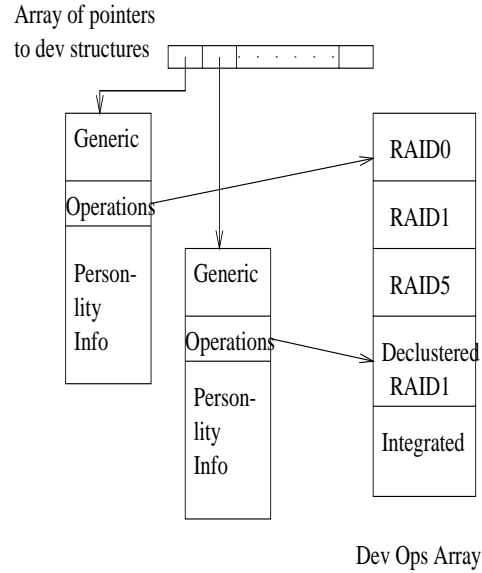 Array of pointers
to dev structures
Generic
Operations
Person-
lity
Info
Generic
Operations
Person-
lity
Info
RAID0
RAID1
RAID5
Declustered
RAID1
Integrated
Dev Ops Array